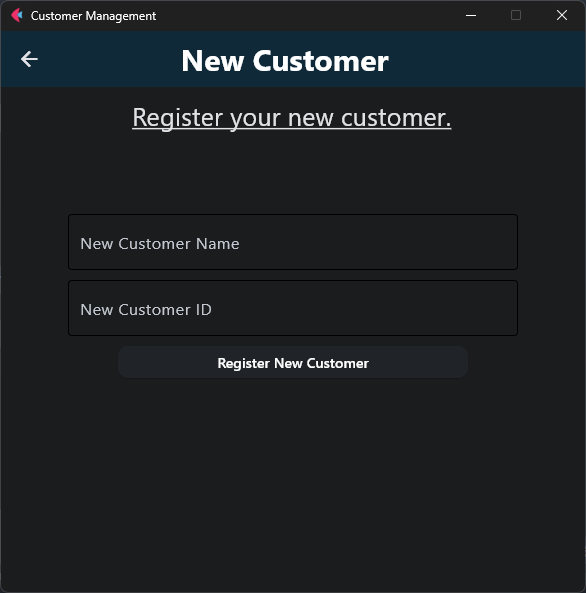 Customer Management
New Customer
Register your new customer.
New Customer Name
New Customer ID
Register New Customer